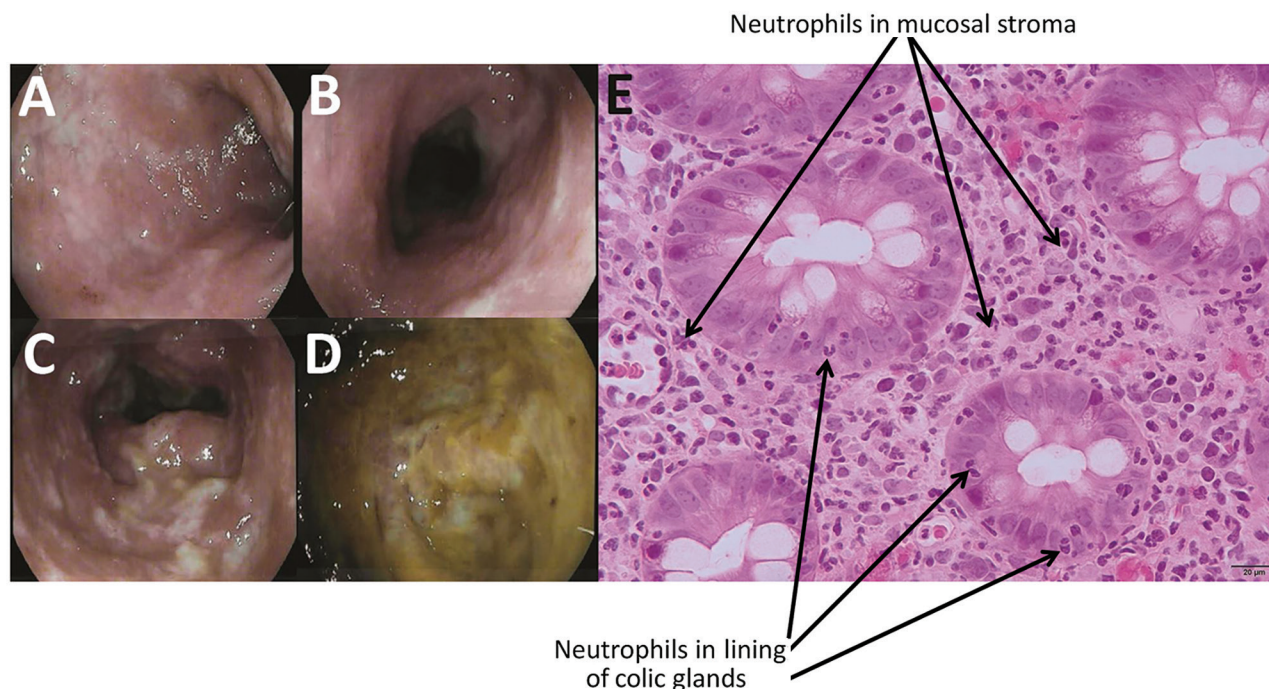 Neutrophils in mucosal stroma
A
B
E
C
D
20 µm
Neutrophils in lining
of colic glands